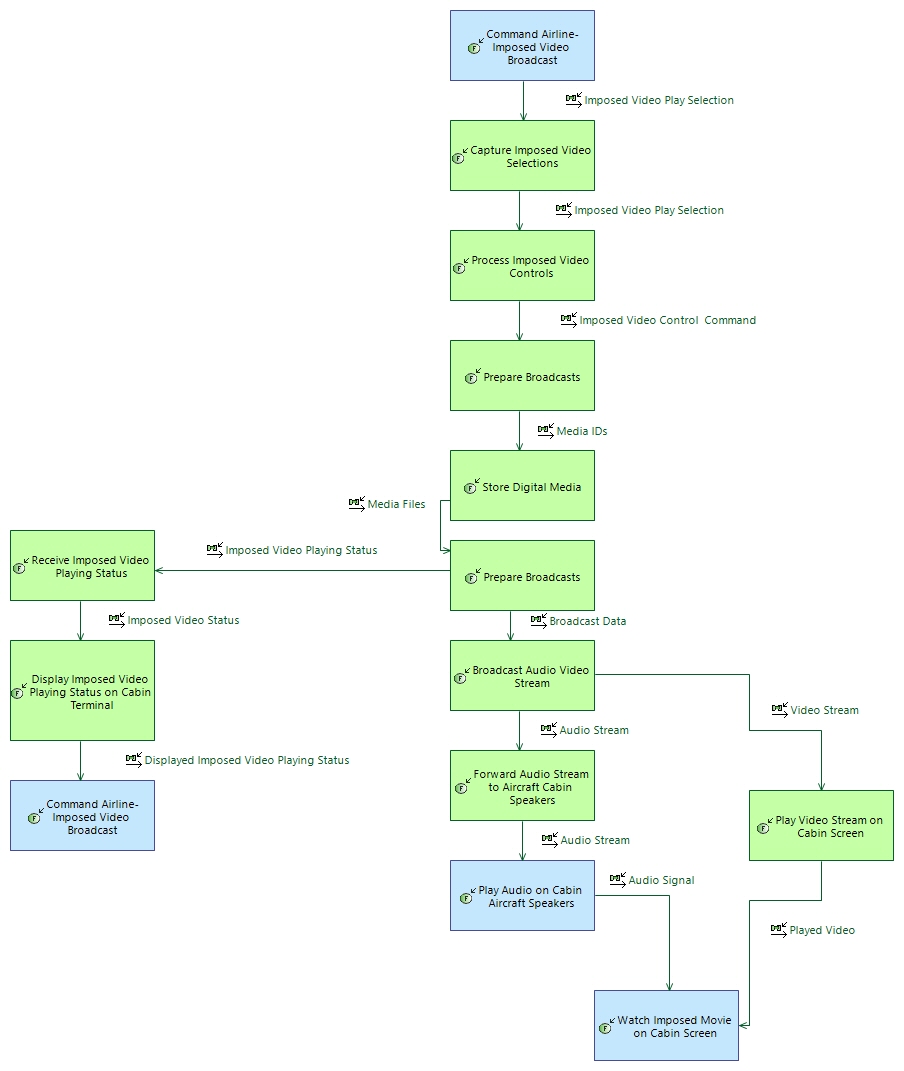 Command Airline-
Imposed Video
Broadcast
Imposed Video Play Selection
Capture Imposed Video
Selections
Imposed Video Play Selection
Process Imposed Video
Controls
Imposed Video Control  Command
Prepare Broadcasts
Media IDs
Store Digital Media
Media Files
Imposed Video Playing Status
Receive Imposed Video
Playing Status
Prepare Broadcasts
Imposed Video Status
Broadcast Data
Display Imposed Video
Playing Status on Cabin
Terminal
Broadcast Audio Video
Stream
Video Stream
Audio Stream
Displayed Imposed Video Playing Status
Forward Audio Stream
to Aircraft Cabin
Speakers
Command Airline-
Imposed Video
Broadcast
Play Video Stream on
Cabin Screen
Audio Stream
Play Audio on Cabin
Aircraft Speakers
Audio Signal
Played Video
Watch Imposed Movie
on Cabin Screen